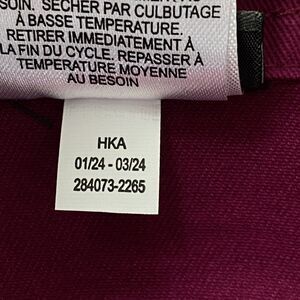 SOIN. SÉCHER PAR CULBUTAGE
À BASSE TEMPÉRATURE.
RETIRER IMMÉDIATEMENT À
LA FIN DU CYCLE. REPASSER À
TEMPÉRATURE MOYENNE
AU BESOIN
HKA
01/24 - 03/24
284073-2265